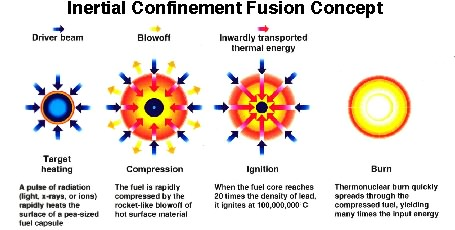 Inertial Confinement Fusion Concept
Driver beam
Blowoff
Inwardly transported
thermal energy
Target
heating
A pulse of radiation
(light, x-rays, or ions)
rapidly heats the
surface of a pea-sized
fuel capsule
Compression
The fuel is rapidly
compressed by the
rocket-like blowoff of
hot surface material
Ignition
When the fuel core reaches
20 times the density of lead,
it ignites at 100,000,000°C
Burn
Thermonuclear burn quickly
spreads through the
compressed fuel, yielding
many times the input energy